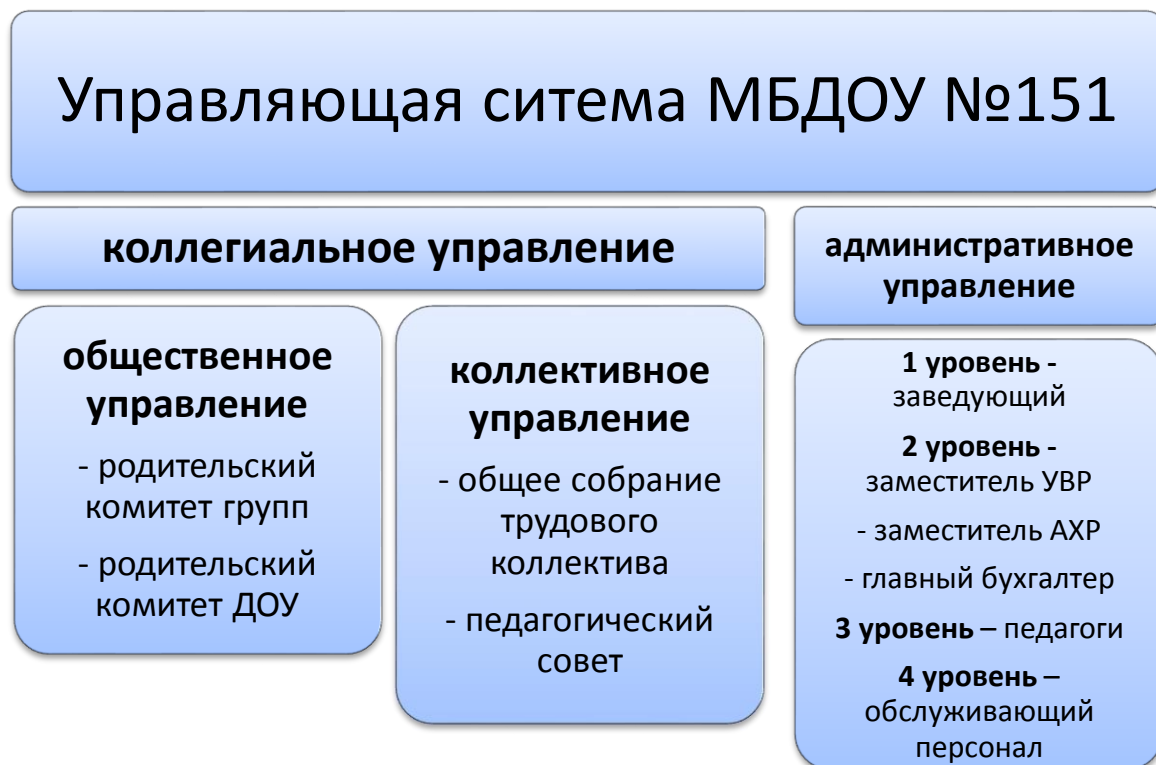 Управляющая ситема МБДОУ №151
коллегиальное управление
общественное
управление
- родительский
комитет групп
- родительский
комитет ДОУ
коллективное
управление
- общее собрание
трудового
коллектива
- педагогический
совет
административное
управление
1 уровень -
заведующий
2 уровень -
заместитель УВР
- заместитель АХР
- главный бухгалтер
3 уровень – педагоги
4 уровень –
обслуживающий
персонал